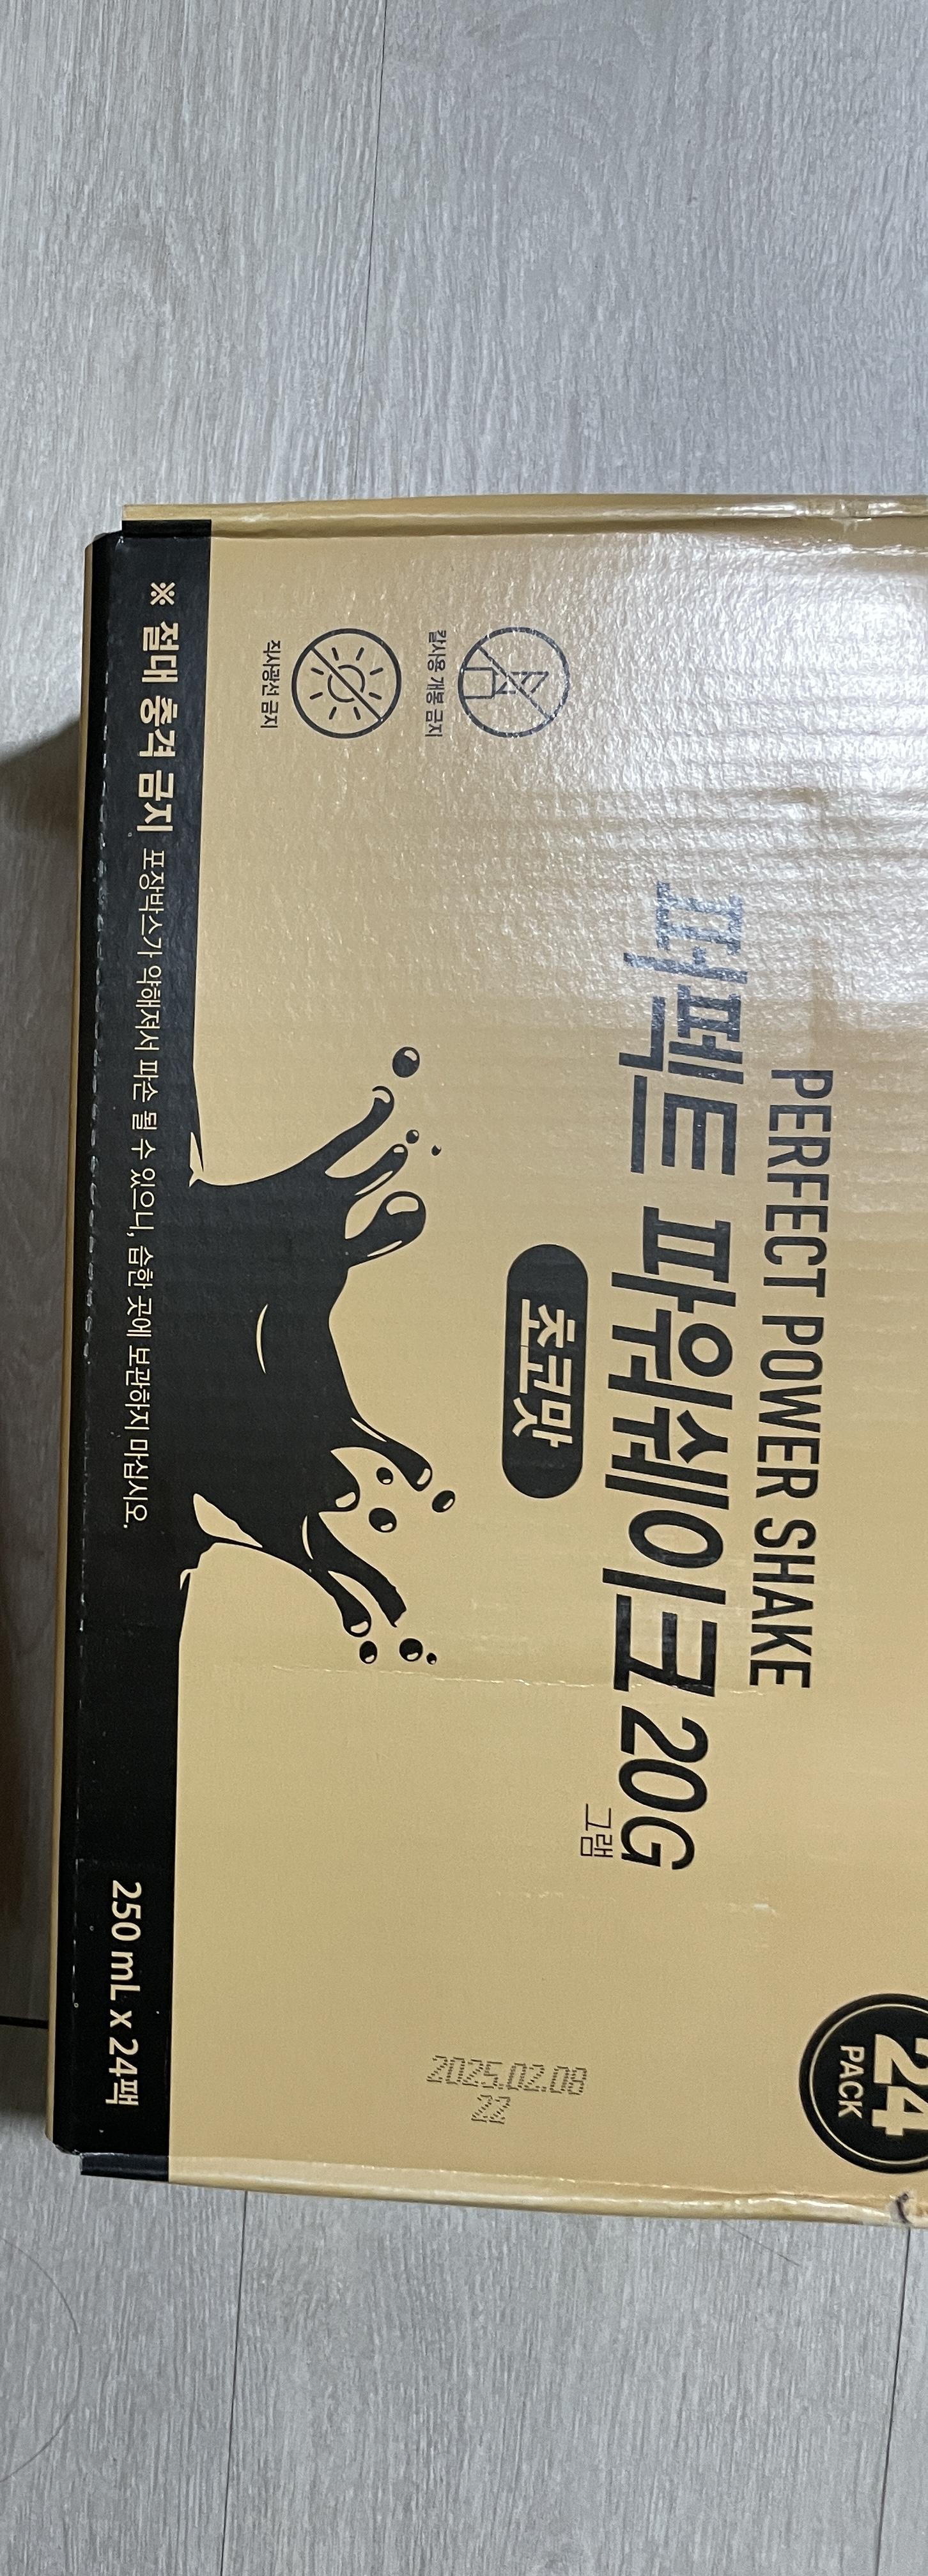 PERFECT POWER SHAKE
퍼펙트 파워쉐이크 20G
그램
초코맛
24
PACK
칼사용 개봉 금지
직사광선 금지
2025.02.08
22
※ 절대 충격 금지 포장박스가 약해져서 파손 될 수 있으니, 습한 곳에 보관하지 마십시오.
250 mL x 24팩